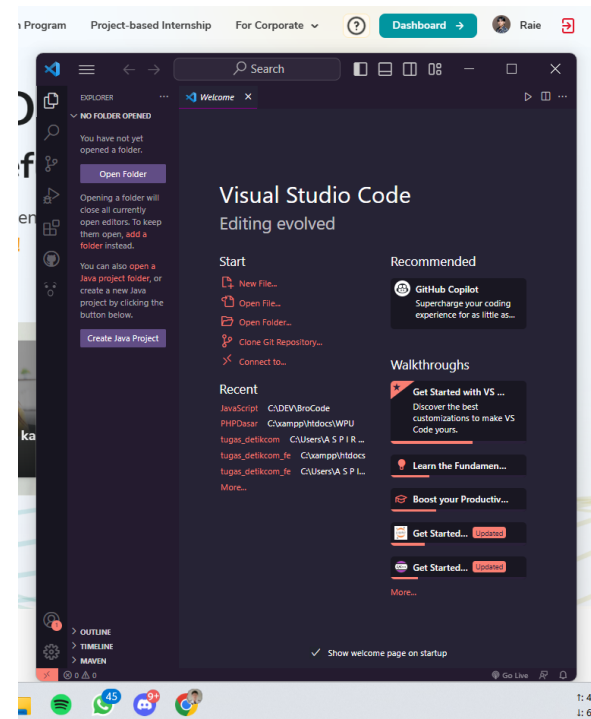 n Program
Project-based Internship
For Corporate
?
Dashboard →
Raie
Search
EXPLORER
Welcome
NO FOLDER OPENED
You have not yet
opened a folder.
Open Folder
Opening a folder will
close all currently
open editors. To keep
them open, add a
folder instead.
You can also open a
Java project folder, or
create a new Java
project by clicking the
button below.
Create Java Project
Visual Studio Code
Editing evolved
Start
New File...
Open File...
Open Folder...
Clone Git Repository...
Connect to...
Recent
JavaScript C:\DEV\BroCode
PHPDasar C:\xampp\htdocs\WPU
tugas_detikcom C:\Users\A S P I R ...
tugas_detikcom_fe C:\xampp\htdocs
tugas_detikcom_fe C:\Users\A S P I...
More...
Recommended
GitHub Copilot
Supercharge your coding
experience for as little as...
Walkthroughs
Get Started with VS ...
Discover the best
customizations to make VS
Code yours.
Learn the Fundamen...
Boost your Productiv...
Get Started... Updated
Get Started... Updated
More...
Show welcome page on startup
OUTLINE
TIMELINE
MAVEN
1
0 0
Go Live
en
!
ka
45
9+
↑: 4
↓: 6